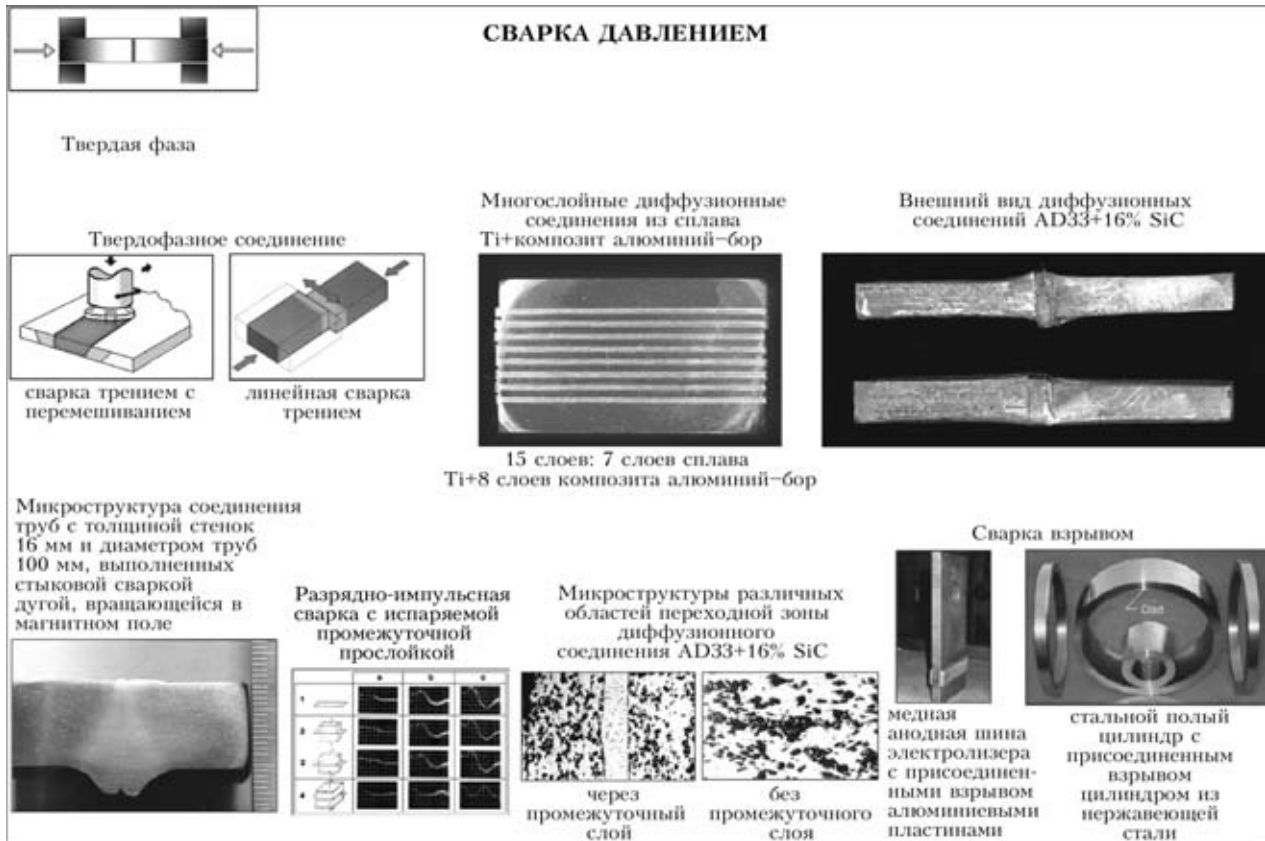 СВАРКА ДАВЛЕНИЕМ
Твердая фаза
Твердофазное соединение
сварка трением с
перемешиванием
линейная сварка
трением
Многослойные диффузионные
соединения из сплава
Ti+композит алюминий−бор
15 слоев: 7 слоев сплава
Ti+8 слоев композита алюминий−бор
Внешний вид диффузионных
соединений AD33+16% SiC
Микроструктура соединения
труб с толщиной стенок
16 мм и диаметром труб
100 мм, выполненных
стыковой сваркой
дугой, вращающейся в
магнитном поле
Разрядно-импульсная
сварка с испаряемой
промежуточной
прослойкой
a b c
1
2
3
4
Микроструктуры различных
областей переходной зоны
диффузионного
соединения AD33+16% SiC
через
промежуточный
слой
без
промежуточного
слоя
Сварка взрывом
Clad
медная
анодная шина
электролизера
с присоединен-
ными взрывом
алюминиевыми
пластинами
стальной полый
цилиндр с
присоединенным
взрывом
цилиндром из
нержавеющей
стали